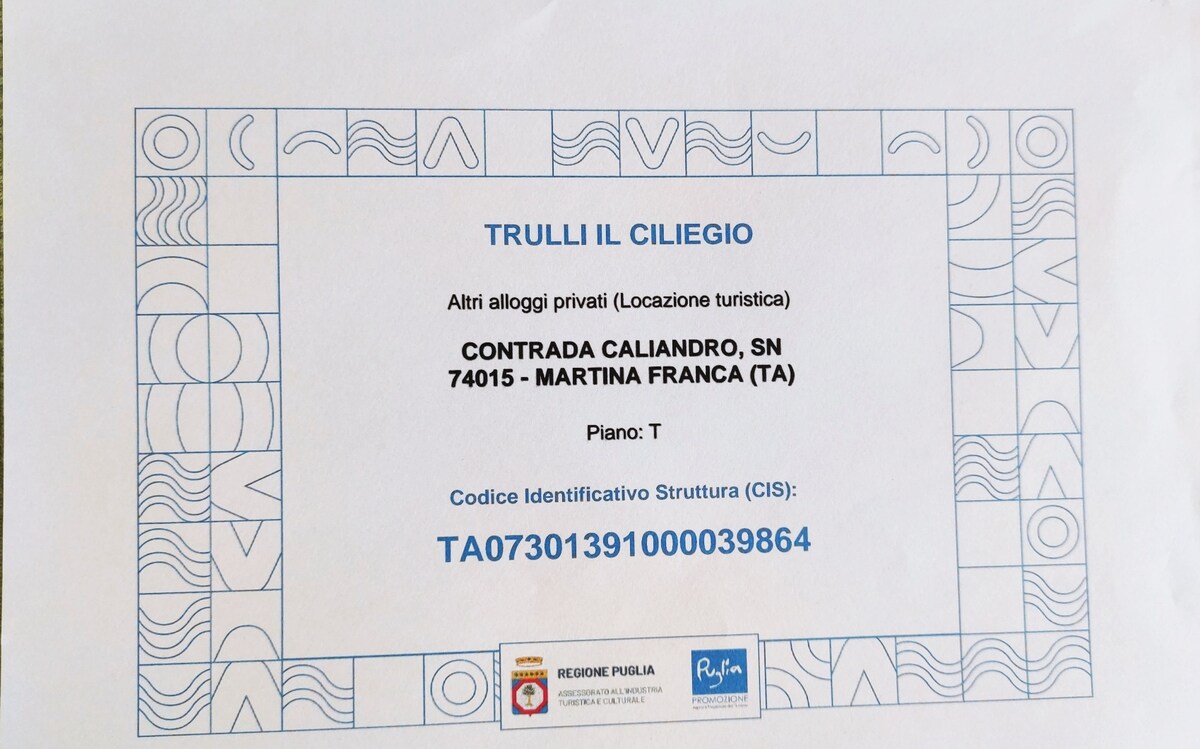 TRULLI IL CILIEGIO
Altri alloggi privati (Locazione turistica)
CONTRADA CALIANDRO, SN
74015 - MARTINA FRANCA (TA)
Piano: T
Codice Identificativo Struttura (CIS):
TA07301391000039864
REGIONE PUGLIA
ASSESSORATO ALL'INDUSTRIA
TURISTICA E CULTURALE
Puglia
PROMOZIONE